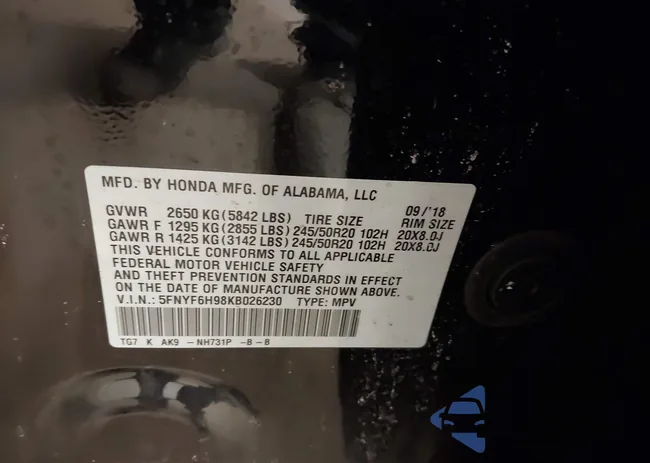 MFD. BY HONDA MFG. OF ALABAMA, LLC
09/'18
GVWR 2650 KG(5842 LBS) TIRE SIZE RIM SIZE
GAWR F 1295 KG(2855 LBS)245/50R20 102H 20X8.0J
GAWR R 1425 KG(3142 LBS)245/50R20 102H 20X8.0J
THIS VEHICLE CONFORMS TO ALL APPLICABLE
FEDERAL MOTOR VEHICLE SAFETY
AND THEFT PREVENTION STANDARDS IN EFFECT
ON THE DATE OF MANUFACTURE SHOWN ABOVE.
V.I.N.: 5FNYF6H98KB026230 TYPE: MPV
TG7 K AK9 -NH731P -B-8